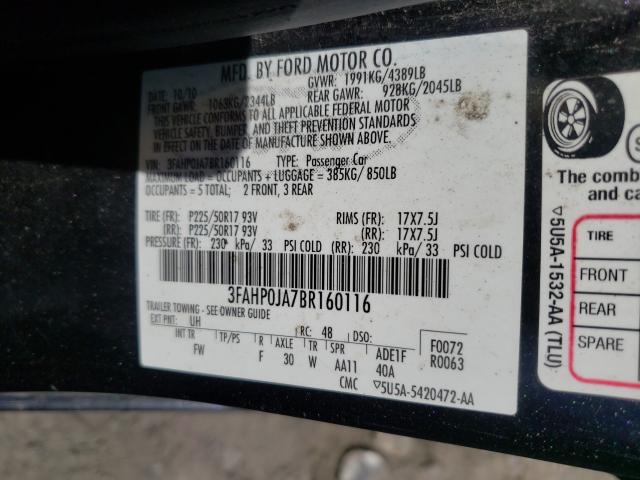 MFD. BY FORD MOTOR CO.
DATE: 10/10 GVWR: 1991KG/4389LB
FRONT GAWR: 1063KG/2344LB REAR GAWR: 928KG/2045LB
THIS VEHICLE CONFORMS TO ALL APPLICABLE FEDERAL MOTOR
VEHICLE SAFETY, BUMPER, AND THEFT PREVENTION STANDARDS
IN EFFECT ON THE DATE OF MANUFACTURE SHOWN ABOVE.
VIN: 3FAHP0JA7BR160116 TYPE: Passenger Car
MAXIMUM LOAD = OCCUPANTS + LUGGAGE = 385KG/850LB
OCCUPANTS = 5 TOTAL; 2 FRONT, 3 REAR
TIRE (FR): P225/50R17 93V RIMS (FR): 17X7.5J
(RR): P225/50R17 93V (RR): 17X7.5J
PRESSURE (FR): 230 kPa/33 PSI COLD (RR): 230 kPa/33 PSI COLD
3FAHP0JA7BR160116
TRAILER TOWING - SEE OWNER GUIDE
EXT PNT: UH RC: 48 DSO: F0072
INT TR TP/PS R AXLE TR SPR ADE1F R0063
FW F 30 W AA11 40A
CMC ▽5U5A-5420472-AA
▽5U5A-1532-AA (TLU)
The comb
and ca
TIRE
FRONT
REAR
SPARE